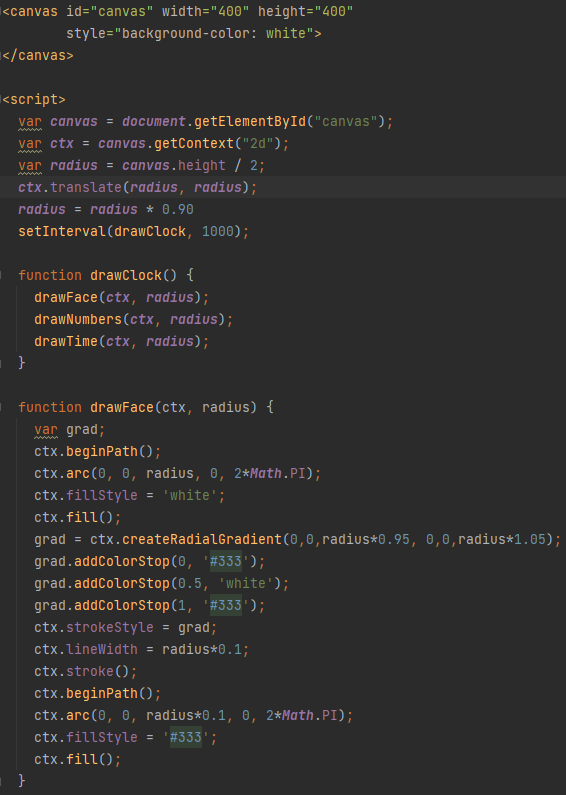 <canvas id="canvas" width="400" height="400"
        style="background-color: white">
</canvas>

<script>
  var canvas = document.getElementById("canvas");
  var ctx = canvas.getContext("2d");
  var radius = canvas.height / 2;
  ctx.translate(radius, radius);
  radius = radius * 0.90
  setInterval(drawClock, 1000);

  function drawClock() {
    drawFace(ctx, radius);
    drawNumbers(ctx, radius);
    drawTime(ctx, radius);
  }

  function drawFace(ctx, radius) {
    var grad;
    ctx.beginPath();
    ctx.arc(0, 0, radius, 0, 2*Math.PI);
    ctx.fillStyle = 'white';
    ctx.fill();
    grad = ctx.createRadialGradient(0,0,radius*0.95, 0,0,radius*1.05);
    grad.addColorStop(0, '#333');
    grad.addColorStop(0.5, 'white');
    grad.addColorStop(1, '#333');
    ctx.strokeStyle = grad;
    ctx.lineWidth = radius*0.1;
    ctx.stroke();
    ctx.beginPath();
    ctx.arc(0, 0, radius*0.1, 0, 2*Math.PI);
    ctx.fillStyle = '#333';
    ctx.fill();
  }